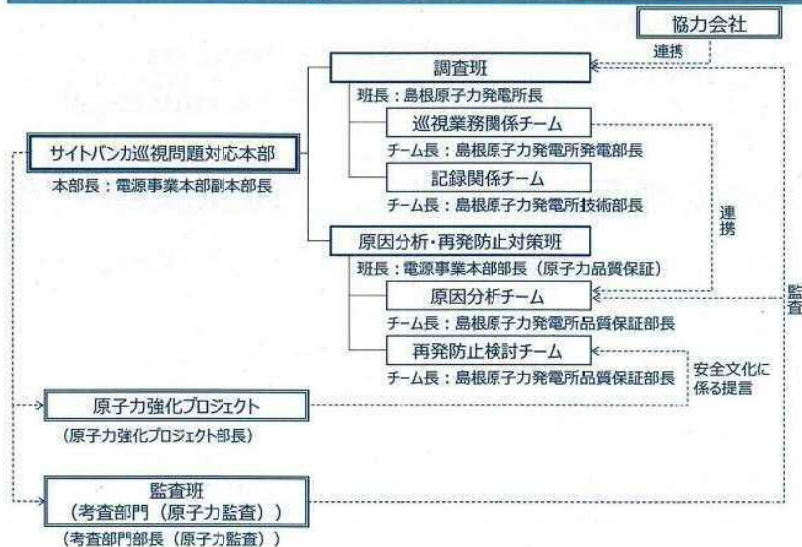 協力会社
連携
調査班
班長：島根原子力発電所長
巡視業務関係チーム
チーム長：島根原子力発電所発電部長
記録関係チーム
チーム長：島根原子力発電所技術部長
サイトバンカ巡視問題対応本部
本部長：電源事業本部副本部長
連携
原因分析・再発防止対策班
班長：電源事業本部部長（原子力品質保証）
原因分析チーム
チーム長：島根原子力発電所品質保証部長
監査
再発防止検討チーム
チーム長：島根原子力発電所品質保証部長
安全文化に
係る提言
原子力強化プロジェクト
（原子力強化プロジェクト部長）
監査班
（考査部門（原子力監査））
（考査部門部長（原子力監査））